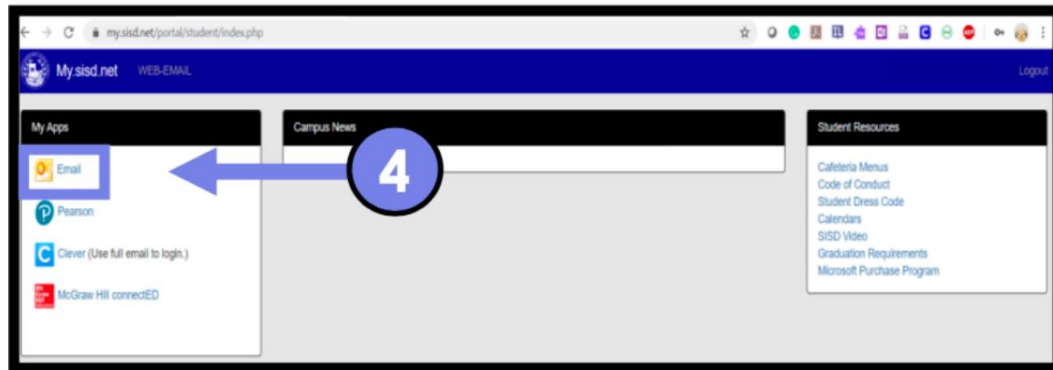 my.sisd.net/portal/student/index.php
My.sisd.net WEB-EMAIL Logout
My Apps
Email
Pearson
Clever (Use full email to login.)
McGraw Hill connectED
Campus News
4
Student Resources
Cafeteria Menus
Code of Conduct
Student Dress Code
Calendars
SISD Video
Graduation Requirements
Microsoft Purchase Program